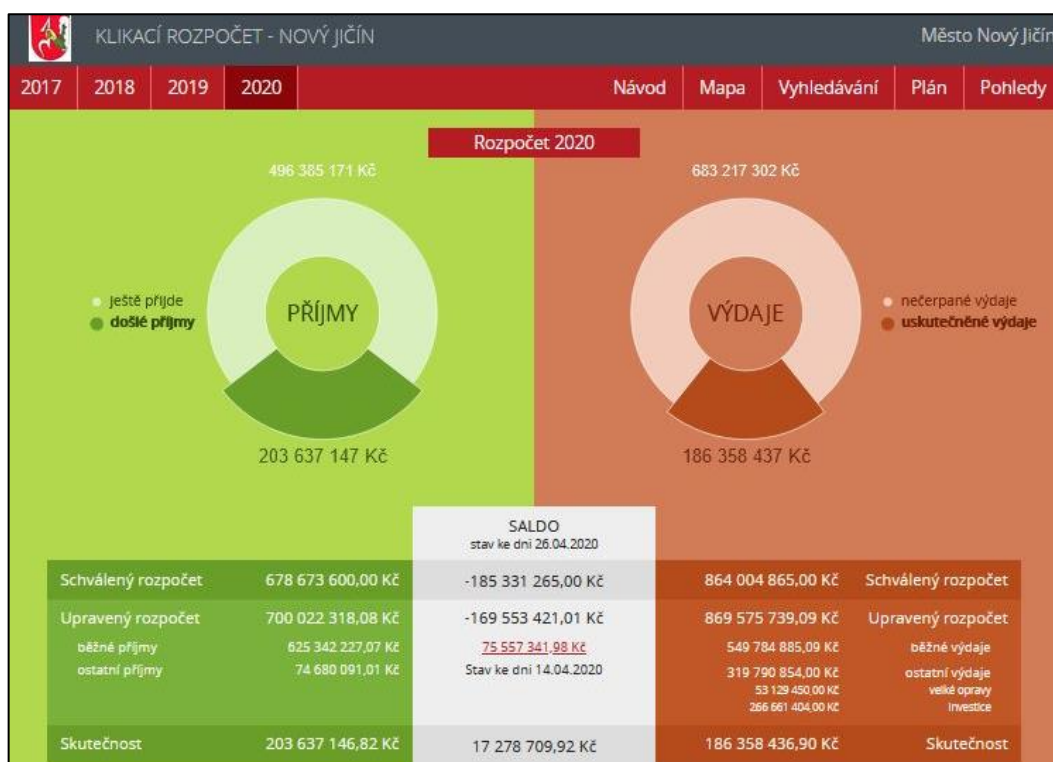 KLIKACÍ ROZPOČET - NOVÝ JIČÍN
Město Nový Jičín
2017 2018 2019 2020 Návod Mapa Vyhledávání Plán Pohledy
Rozpočet 2020
496 385 171 Kč
683 217 302 Kč
ještě přijde
došlé příjmy
PŘÍJMY
VÝDAJE
nečerpané výdaje
uskutečněné výdaje
203 637 147 Kč
186 358 437 Kč
SALDO
stav ke dni 26.04.2020
Schválený rozpočet 678 673 600,00 Kč -185 331 265,00 Kč 864 004 865,00 Kč Schválený rozpočet
Upravený rozpočet 700 022 318,08 Kč -169 553 421,01 Kč 869 575 739,09 Kč Upravený rozpočet
běžné příjmy 625 342 227,07 Kč 75 557 341,98 Kč 549 784 885,09 Kč běžné výdaje
ostatní příjmy 74 680 091,01 Kč Stav ke dni 14.04.2020 319 790 854,00 Kč ostatní výdaje
53 129 450,00 Kč velké opravy
266 661 404,00 Kč Investice
Skutečnost 203 637 146,82 Kč 17 278 709,92 Kč 186 358 436,90 Kč Skutečnost